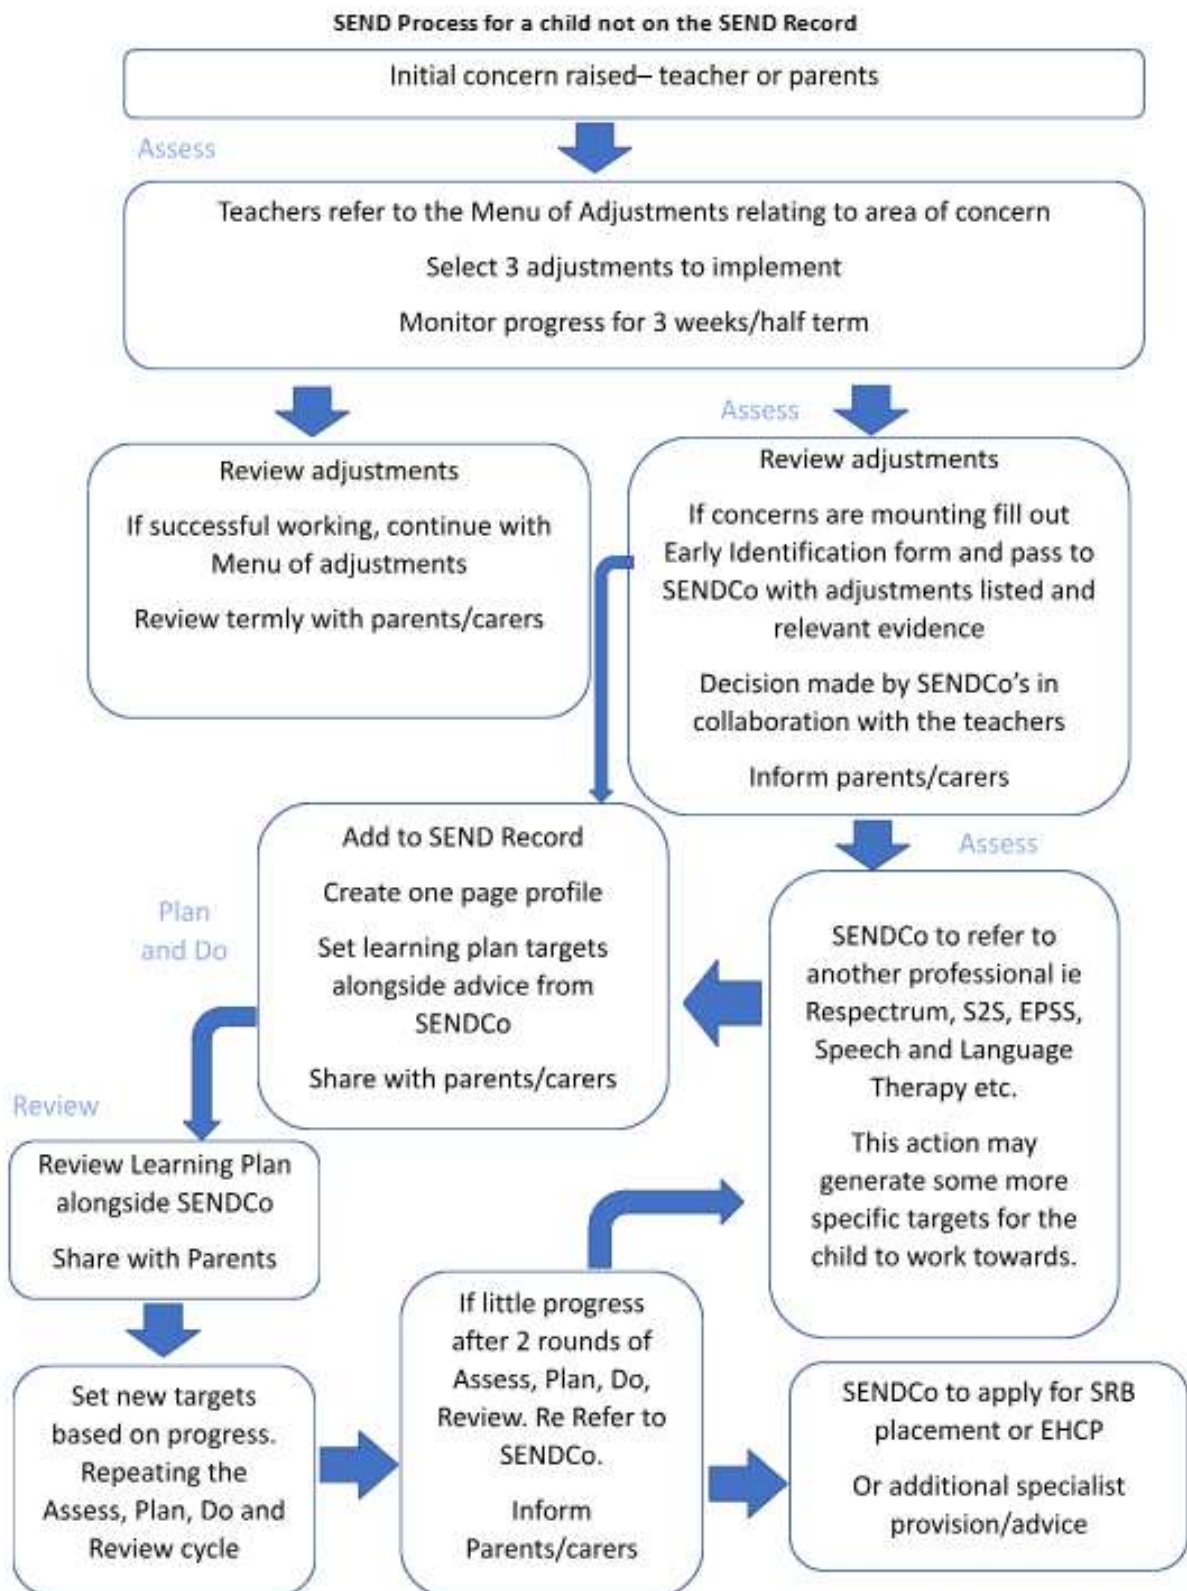 SEND Process for a child not on the SEND Record
Initial concern raised– teacher or parents
Assess
Teachers refer to the Menu of Adjustments relating to area of concern
Select 3 adjustments to implement
Monitor progress for 3 weeks/half term
Review adjustments
If successful working, continue with
Menu of adjustments
Review termly with parents/carers
Assess
Review adjustments
If concerns are mounting fill out
Early Identification form and pass to
SENDCo with adjustments listed and
relevant evidence
Decision made by SENDCo’s in
collaboration with the teachers
Inform parents/carers
Assess
SENDCo to refer to
another professional ie
Respectrum, S2S, EPSS,
Speech and Language
Therapy etc.
This action may
generate some more
specific targets for the
child to work towards.
Plan
and Do
Add to SEND Record
Create one page profile
Set learning plan targets
alongside advice from
SENDCo
Share with parents/carers
Review
Review Learning Plan
alongside SENDCo
Share with Parents
Set new targets
based on progress.
Repeating the
Assess, Plan, Do and
Review cycle
If little progress
after 2 rounds of
Assess, Plan, Do,
Review. Re Refer to
SENDCo.
Inform
Parents/carers
SENDCo to apply for SRB
placement or EHCP
Or additional specialist
provision/advice